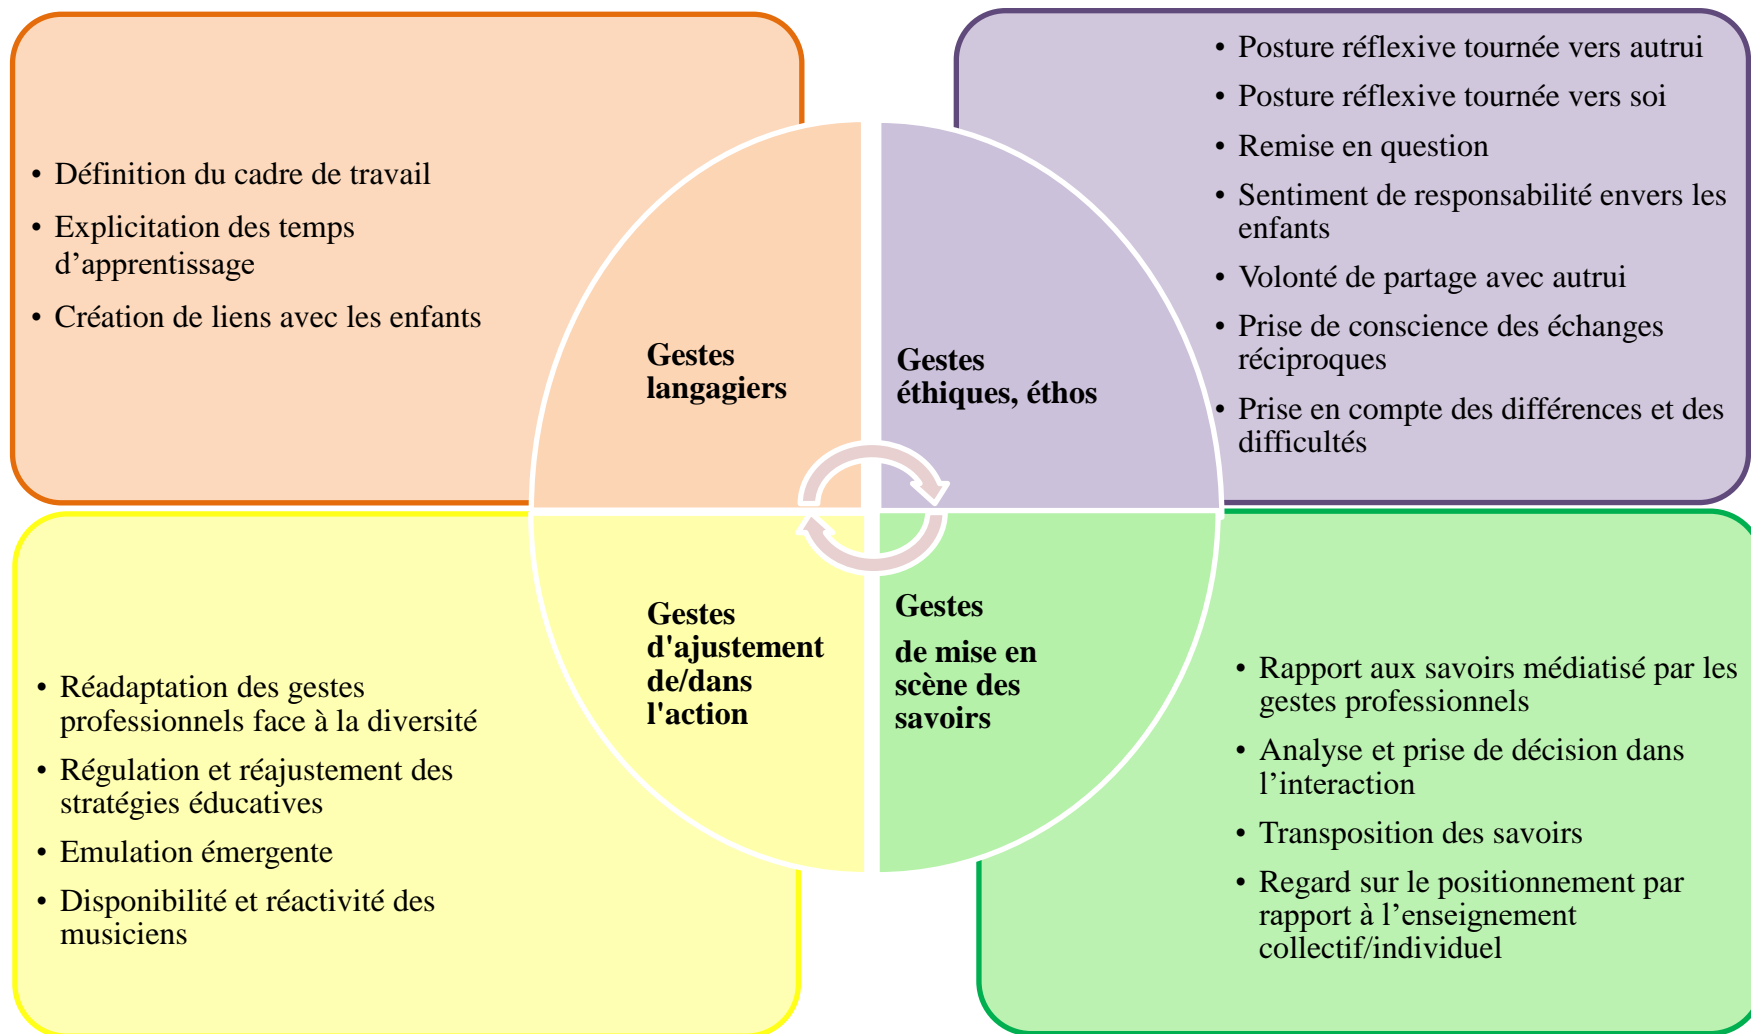 • Définition du cadre de travail
• Explicitation des temps
d’apprentissage
• Création de liens avec les enfants
Gestes
langagiers
• Posture réflexive tournée vers autrui
• Posture réflexive tournée vers soi
• Remise en question
• Sentiment de responsabilité envers les
enfants
• Volonté de partage avec autrui
• Prise de conscience des échanges
réciproques
• Prise en compte des différences et des
difficultés
Gestes
éthiques, éthos
• Réadaptation des gestes
professionnels face à la diversité
• Régulation et réajustement des
stratégies éducatives
• Emulation émergente
• Disponibilité et réactivité des
musiciens
Gestes
d'ajustement
de/dans
l'action
Gestes
de mise en
scène des
savoirs
• Rapport aux savoirs médiatisé par les
gestes professionnels
• Analyse et prise de décision dans
l’interaction
• Transposition des savoirs
• Regard sur le positionnement par
rapport à l’enseignement
collectif/individuel